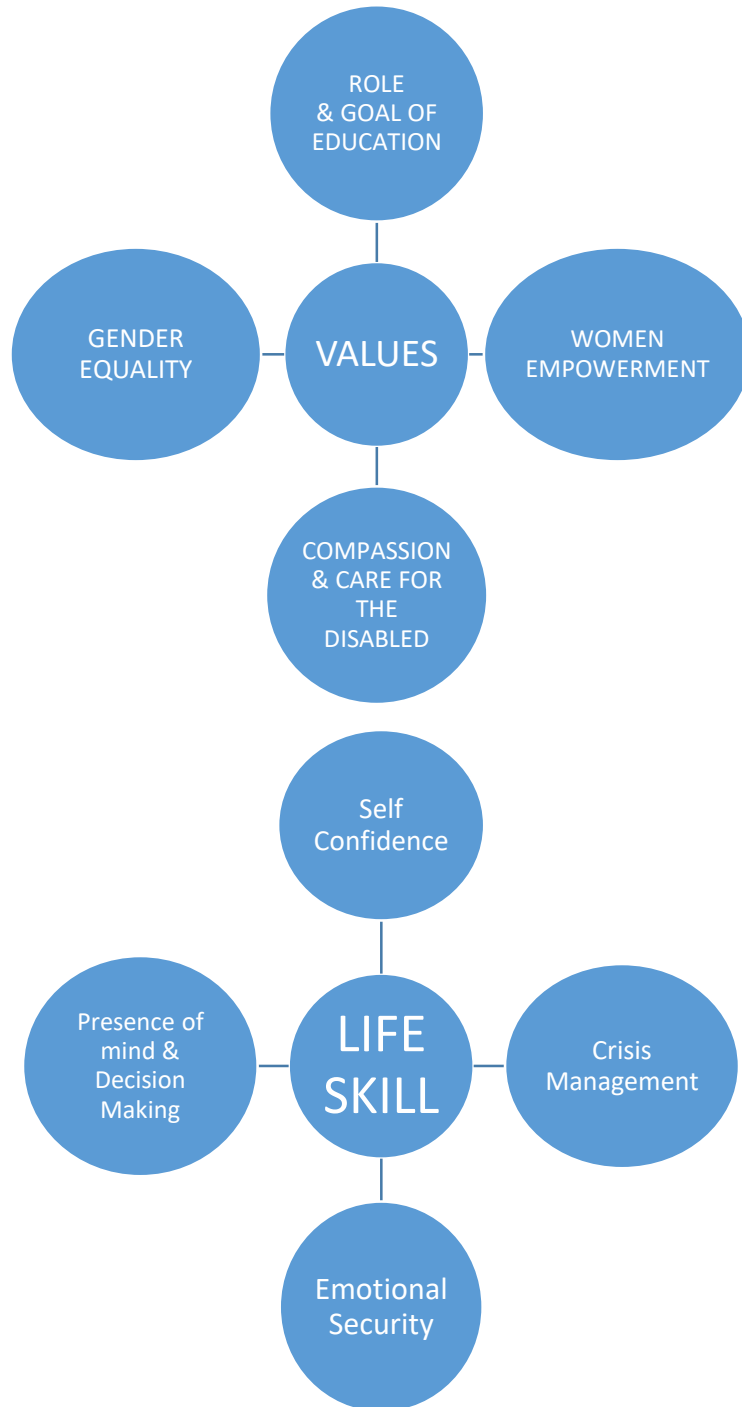 ROLE
& GOAL OF
EDUCATION
GENDER
EQUALITY
VALUES
WOMEN
EMPOWERMENT
COMPASSION
& CARE FOR
THE
DISABLED
Self
Confidence
Presence of
mind &
Decision
Making
LIFE
SKILL
Crisis
Management
Emotional
Security